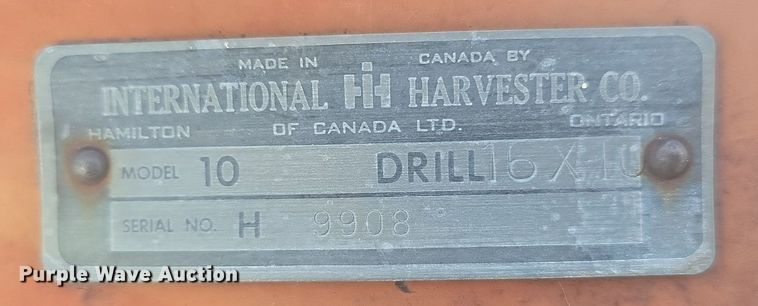 MADE IN CANADA BY
INTERNATIONAL IH HARVESTER CO.
HAMILTON OF CANADA LTD. ONTARIO
MODEL 10 DRILL 16 X 10
SERIAL NO. H 9908
Purple Wave Auction